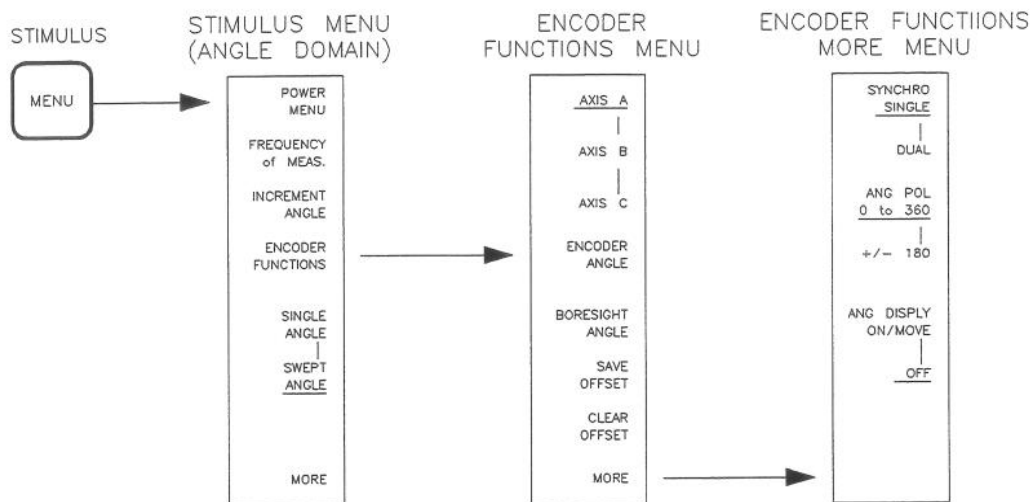 STIMULUS
MENU
STIMULUS MENU
(ANGLE DOMAIN)
POWER
MENU
FREQUENCY
of MEAS.
INCREMENT
ANGLE
ENCODER
FUNCTIONS
SINGLE
ANGLE
SWEPT
ANGLE
MORE
ENCODER
FUNCTIONS MENU
AXIS A
AXIS B
AXIS C
ENCODER
ANGLE
BORESIGHT
ANGLE
SAVE
OFFSET
CLEAR
OFFSET
MORE
ENCODER FUNCTIIONS
MORE MENU
SYNCHRO
SINGLE
DUAL
ANG POL
0 to 360
+/- 180
ANG DISPLY
ON/MOVE
OFF